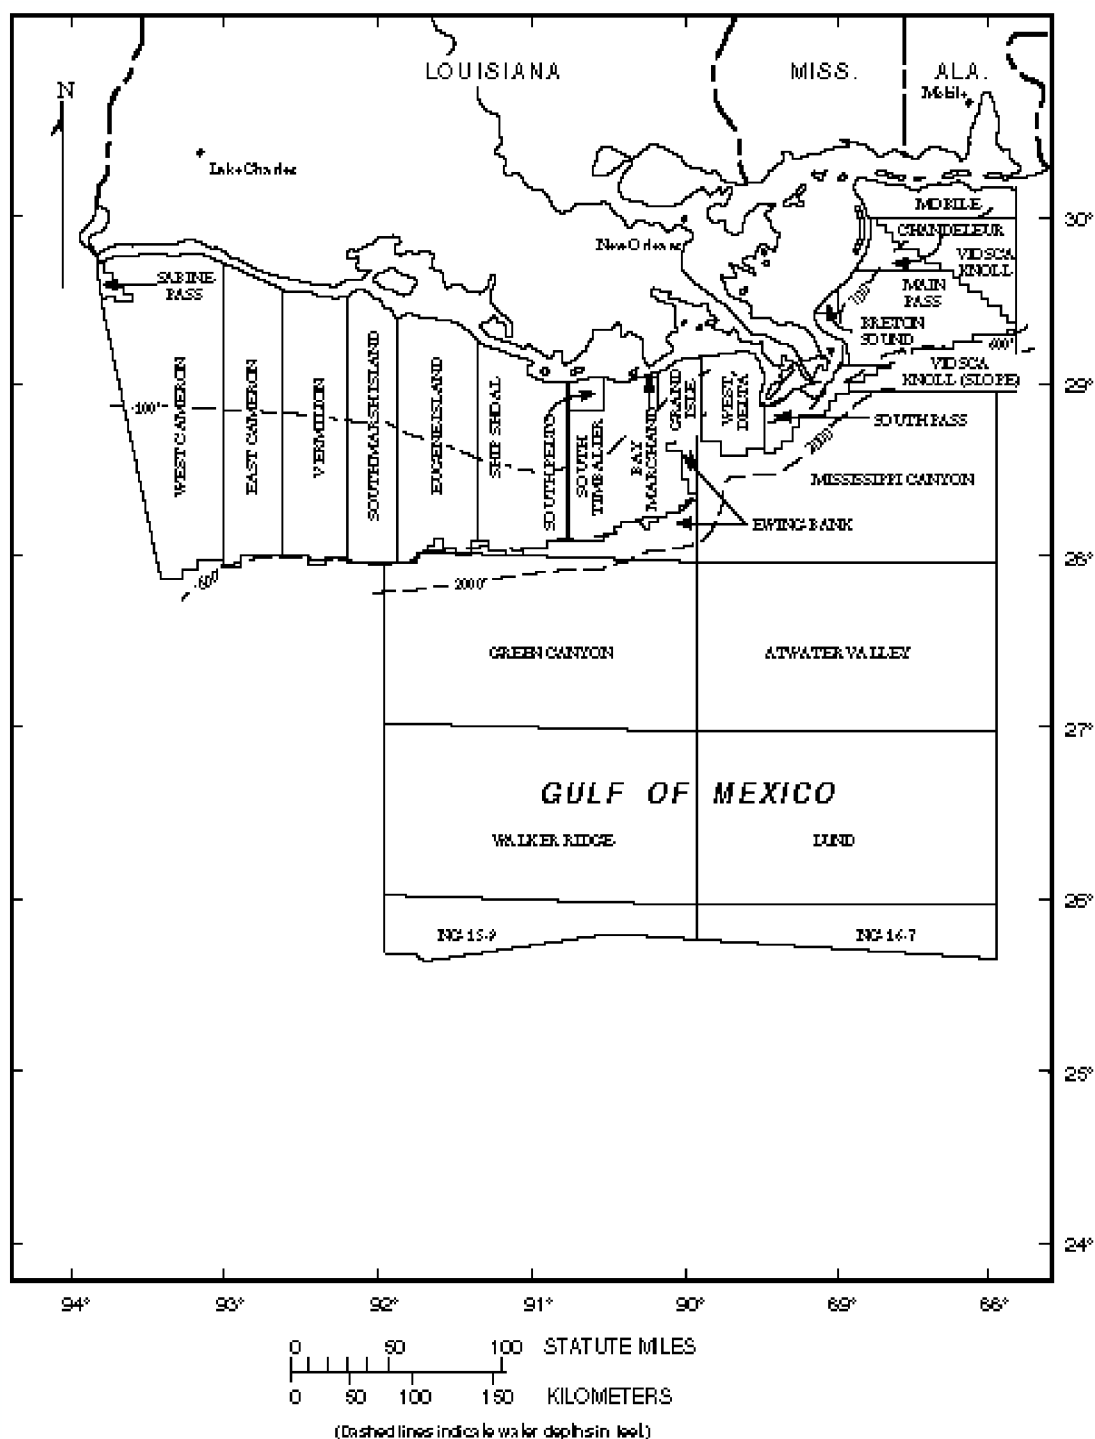 LOUISIANA
MISS.
ALA.
Mobile
N
Lake Charles
30°
MOBILE
CHANDELEUR
New Orleans
VIOSCA
KNOLL
SABINE
PASS
MAIN
PASS
100'
BRETON
SOUND
600'
VIOSCA
KNOLL (SLOPE)
29°
100'
WEST CAMERON
EAST CAMERON
VERMILION
SOUTH MARSH ISLAND
EUGENE ISLAND
SHIP SHOAL
SOUTH PELTO
SOUTH
TIMBALIER
BAY
MARCHAND
GRAND
ISLE
WEST
DELTA
SOUTH PASS
2000'
MISSISSIPPI CANYON
EWING BANK
28°
600'
2000'
GREEN CANYON
ATWATER VALLEY
27°
GULF OF MEXICO
WALKER RIDGE
LUND
26°
NG 15-9
NG 16-7
25°
24°
94°
93°
92°
91°
90°
89°
88°
0 50 100 STATUTE MILES
0 50 100 150 KILOMETERS
(Dashed lines indicate water depths in feet)